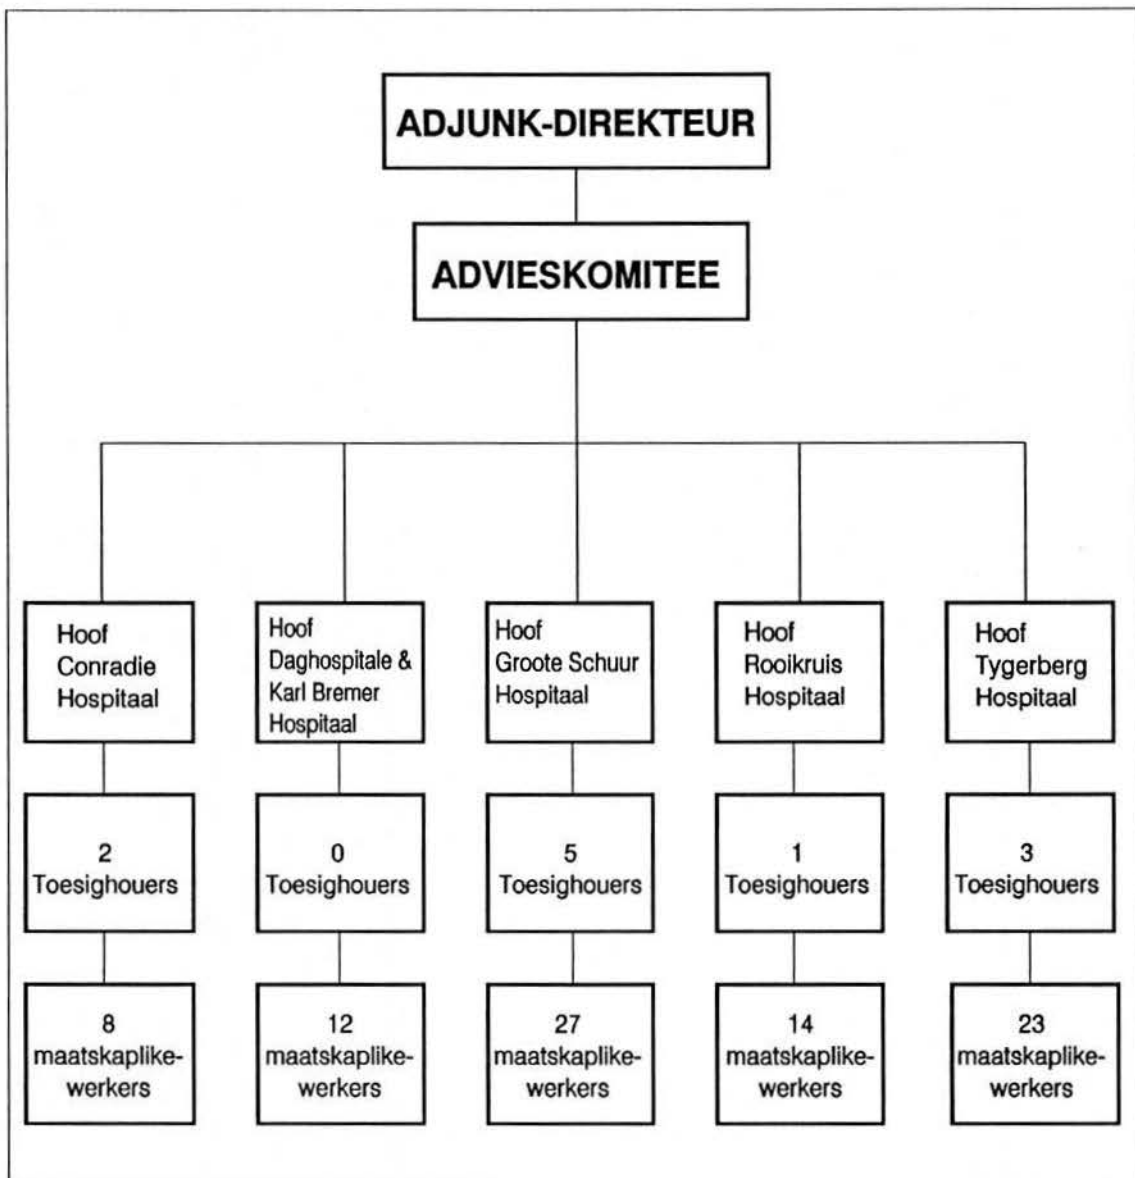 ADJUNK-DIREKTEUR
ADVIESKOMITEE
Hoof
Conradie
Hospitaal
Hoof
Daghospitale &
Karl Bremer
Hospitaal
Hoof
Groote Schuur
Hospitaal
Hoof
Rooikruis
Hospitaal
Hoof
Tygerberg
Hospitaal
2
Toesighouers
0
Toesighouers
5
Toesighouers
1
Toesighouers
3
Toesighouers
8
maatskaplike-
werkers
12
maatskaplike-
werkers
27
maatskaplike-
werkers
14
maatskaplike-
werkers
23
maatskaplike-
werkers